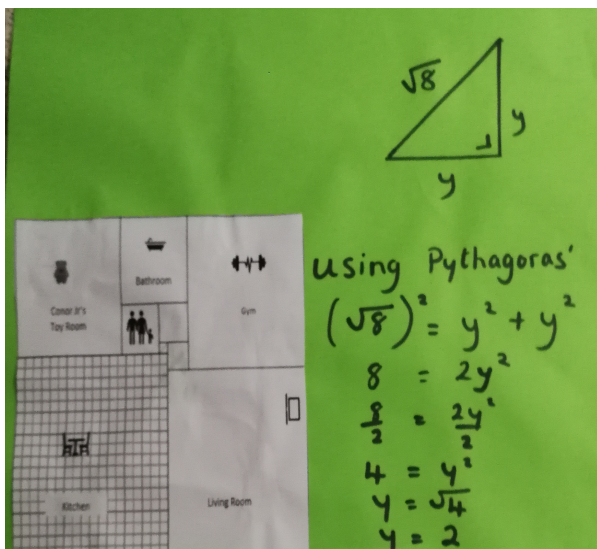 √8
y
y
Bathroom
Conor Jr's
Toy Room
Gym
Kitchen
Living Room
using Pythagoras'
(√8)² = y² + y²
8 = 2y²
8/2 = 2y²/2
4 = y²
y = √4
y = 2